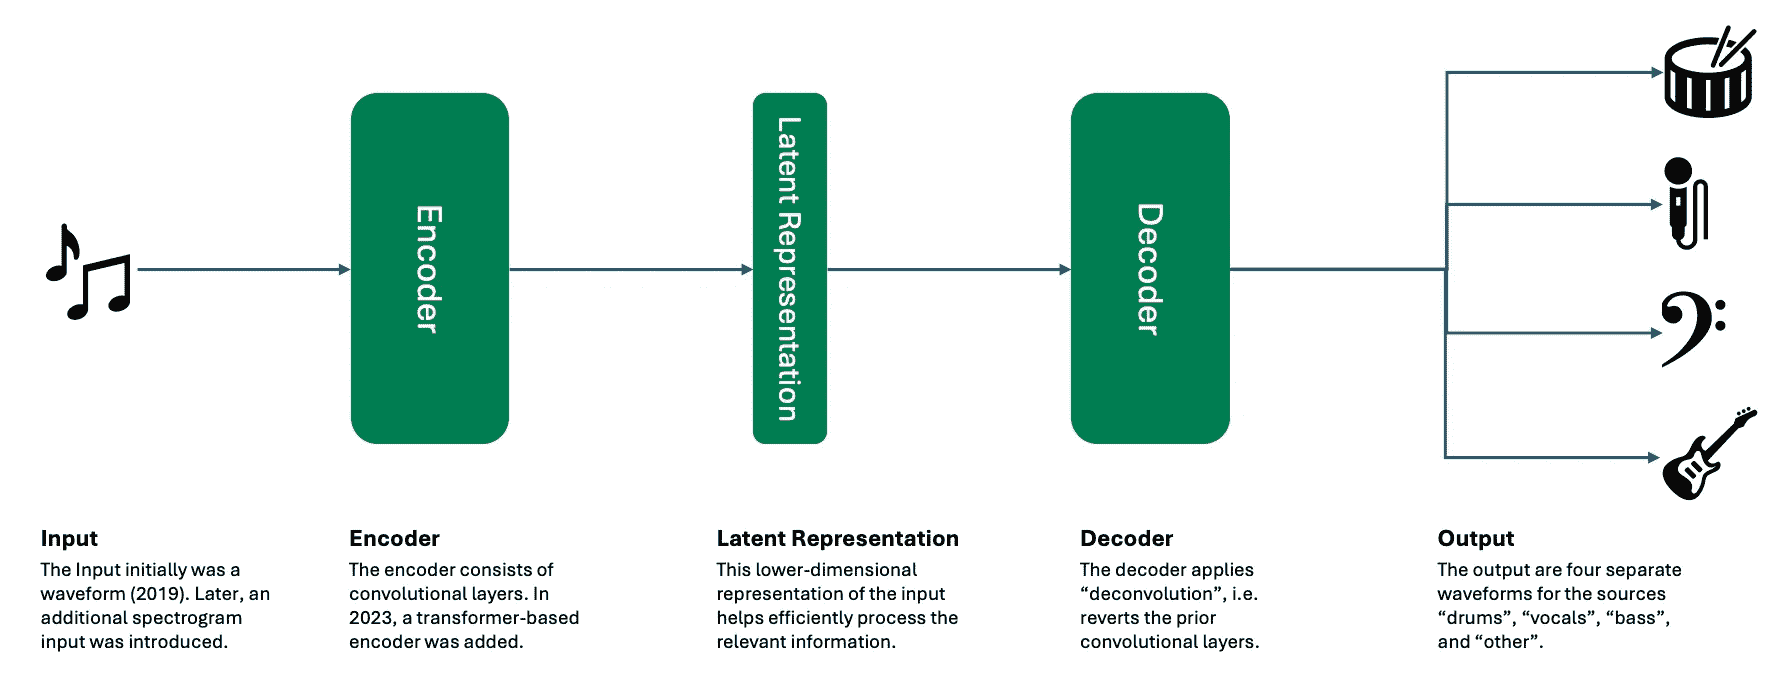 Encoder
Latent Representation
Decoder
Input
The Input initially was a
waveform (2019). Later, an
additional spectrogram
input was introduced.
Encoder
The encoder consists of
convolutional layers. In
2023, a transformer-based
encoder was added.
Latent Representation
This lower-dimensional
representation of the input
helps efficiently process the
relevant information.
Decoder
The decoder applies
“deconvolution”, i.e.
reverts the prior
convolutional layers.
Output
The output are four separate
waveforms for the sources
“drums”, “vocals”, “bass”,
and “other”.